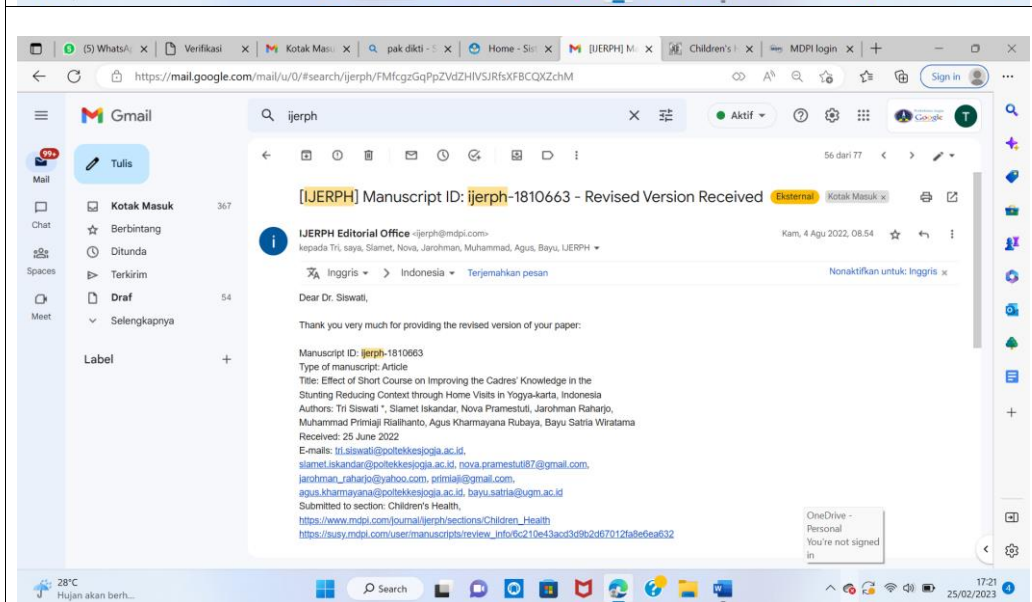 (5) WhatsA
Verifikasi
Kotak Masu
pak dikti - S
Home - Sis
[IJERPH] M
Children's H
MDPI login
https://mail.google.com/mail/u/0/#search/ijerph/FMfcgzGqPpZVdZHIVSJRfsXFBCQXZchM
Sign in
Gmail
ijerph
Aktif
Google
T
99+
Mail
Chat
Spaces
Meet
Tulis
Kotak Masuk 367
Berbintang
Ditunda
Terkirim
Draf 54
Selengkapnya
Label +
56 dari 77
[IJERPH] Manuscript ID: ijerph-1810663 - Revised Version Received Eksternal Kotak Masuk x
i
IJERPH Editorial Office <ijerph@mdpi.com> Kam, 4 Agu 2022, 08.54
kepada Tri, saya, Slamet, Nova, Jarohman, Muhammad, Agus, Bayu, IJERPH
Inggris > Indonesia Terjemahkan pesan Nonaktifkan untuk: Inggris x
Dear Dr. Siswati,
Thank you very much for providing the revised version of your paper:
Manuscript ID: ijerph-1810663
Type of manuscript: Article
Title: Effect of Short Course on Improving the Cadres' Knowledge in the
Stunting Reducing Context through Home Visits in Yogya-karta, Indonesia
Authors: Tri Siswati *, Slamet Iskandar, Nova Pramestuti, Jarohman Raharjo,
Muhammad Primiaji Rialihanto, Agus Kharmayana Rubaya, Bayu Satria Wiratama
Received: 25 June 2022
E-mails: tri.siswati@poltekkesjogja.ac.id,
slamet.iskandar@poltekkesjogja.ac.id, nova.pramestuti87@gmail.com,
jarohman_raharjo@yahoo.com, primiaji@gmail.com,
agus.kharmayana@poltekkesjogja.ac.id, bayu.satria@ugm.ac.id
Submitted to section: Children's Health,
https://www.mdpi.com/journal/ijerph/sections/Children_Health
https://susy.mdpi.com/user/manuscripts/review_info/6c210e43acd3d9b2d67012fa8e6ea632
OneDrive -
Personal
You're not signed
in
28°C
Hujan akan berh...
Search
17:21
25/02/2023
4